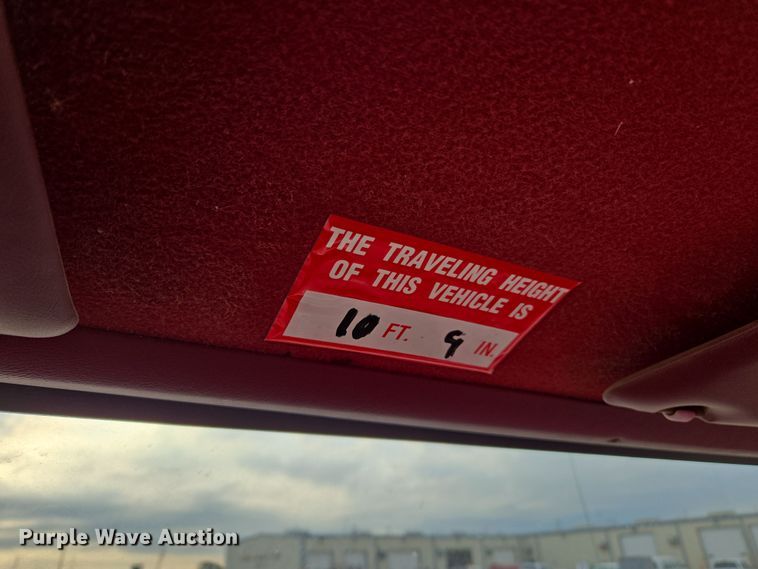 THE TRAVELING HEIGHT
OF THIS VEHICLE IS
10 FT. 9 IN.
Purple Wave Auction